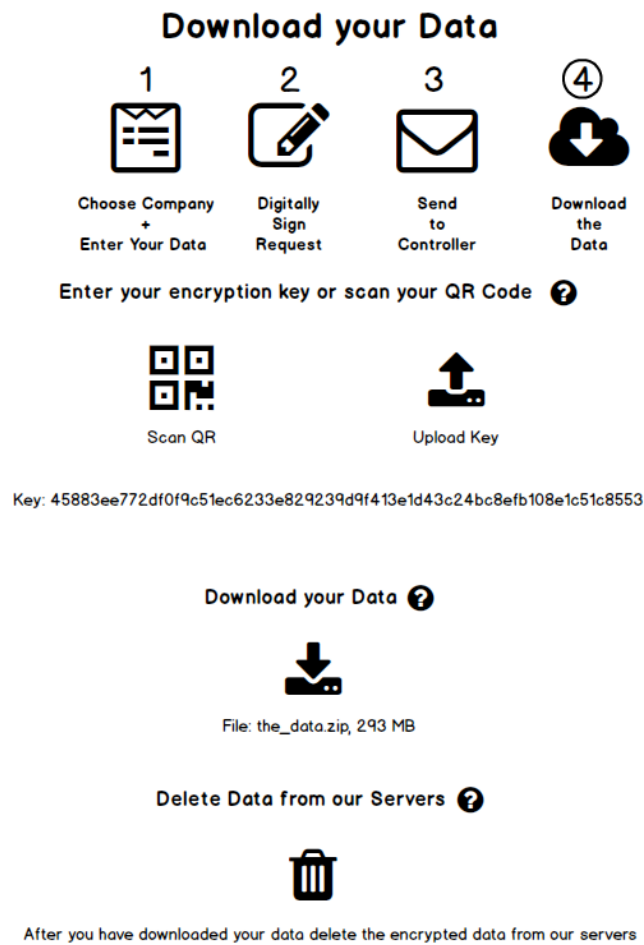 Download your Data
1 2 3 4
Choose Company
+
Enter Your Data
Digitally
Sign
Request
Send
to
Controller
Download
the
Data
Enter your encryption key or scan your QR Code ?
Scan QR
Upload Key
Key: 45883ee772df0f9c51ec6233e829239d9f413e1d43c24bc8efb108e1c51c8553
Download your Data ?
File: the_data.zip, 293 MB
Delete Data from our Servers ?
After you have downloaded your data delete the encrypted data from our servers